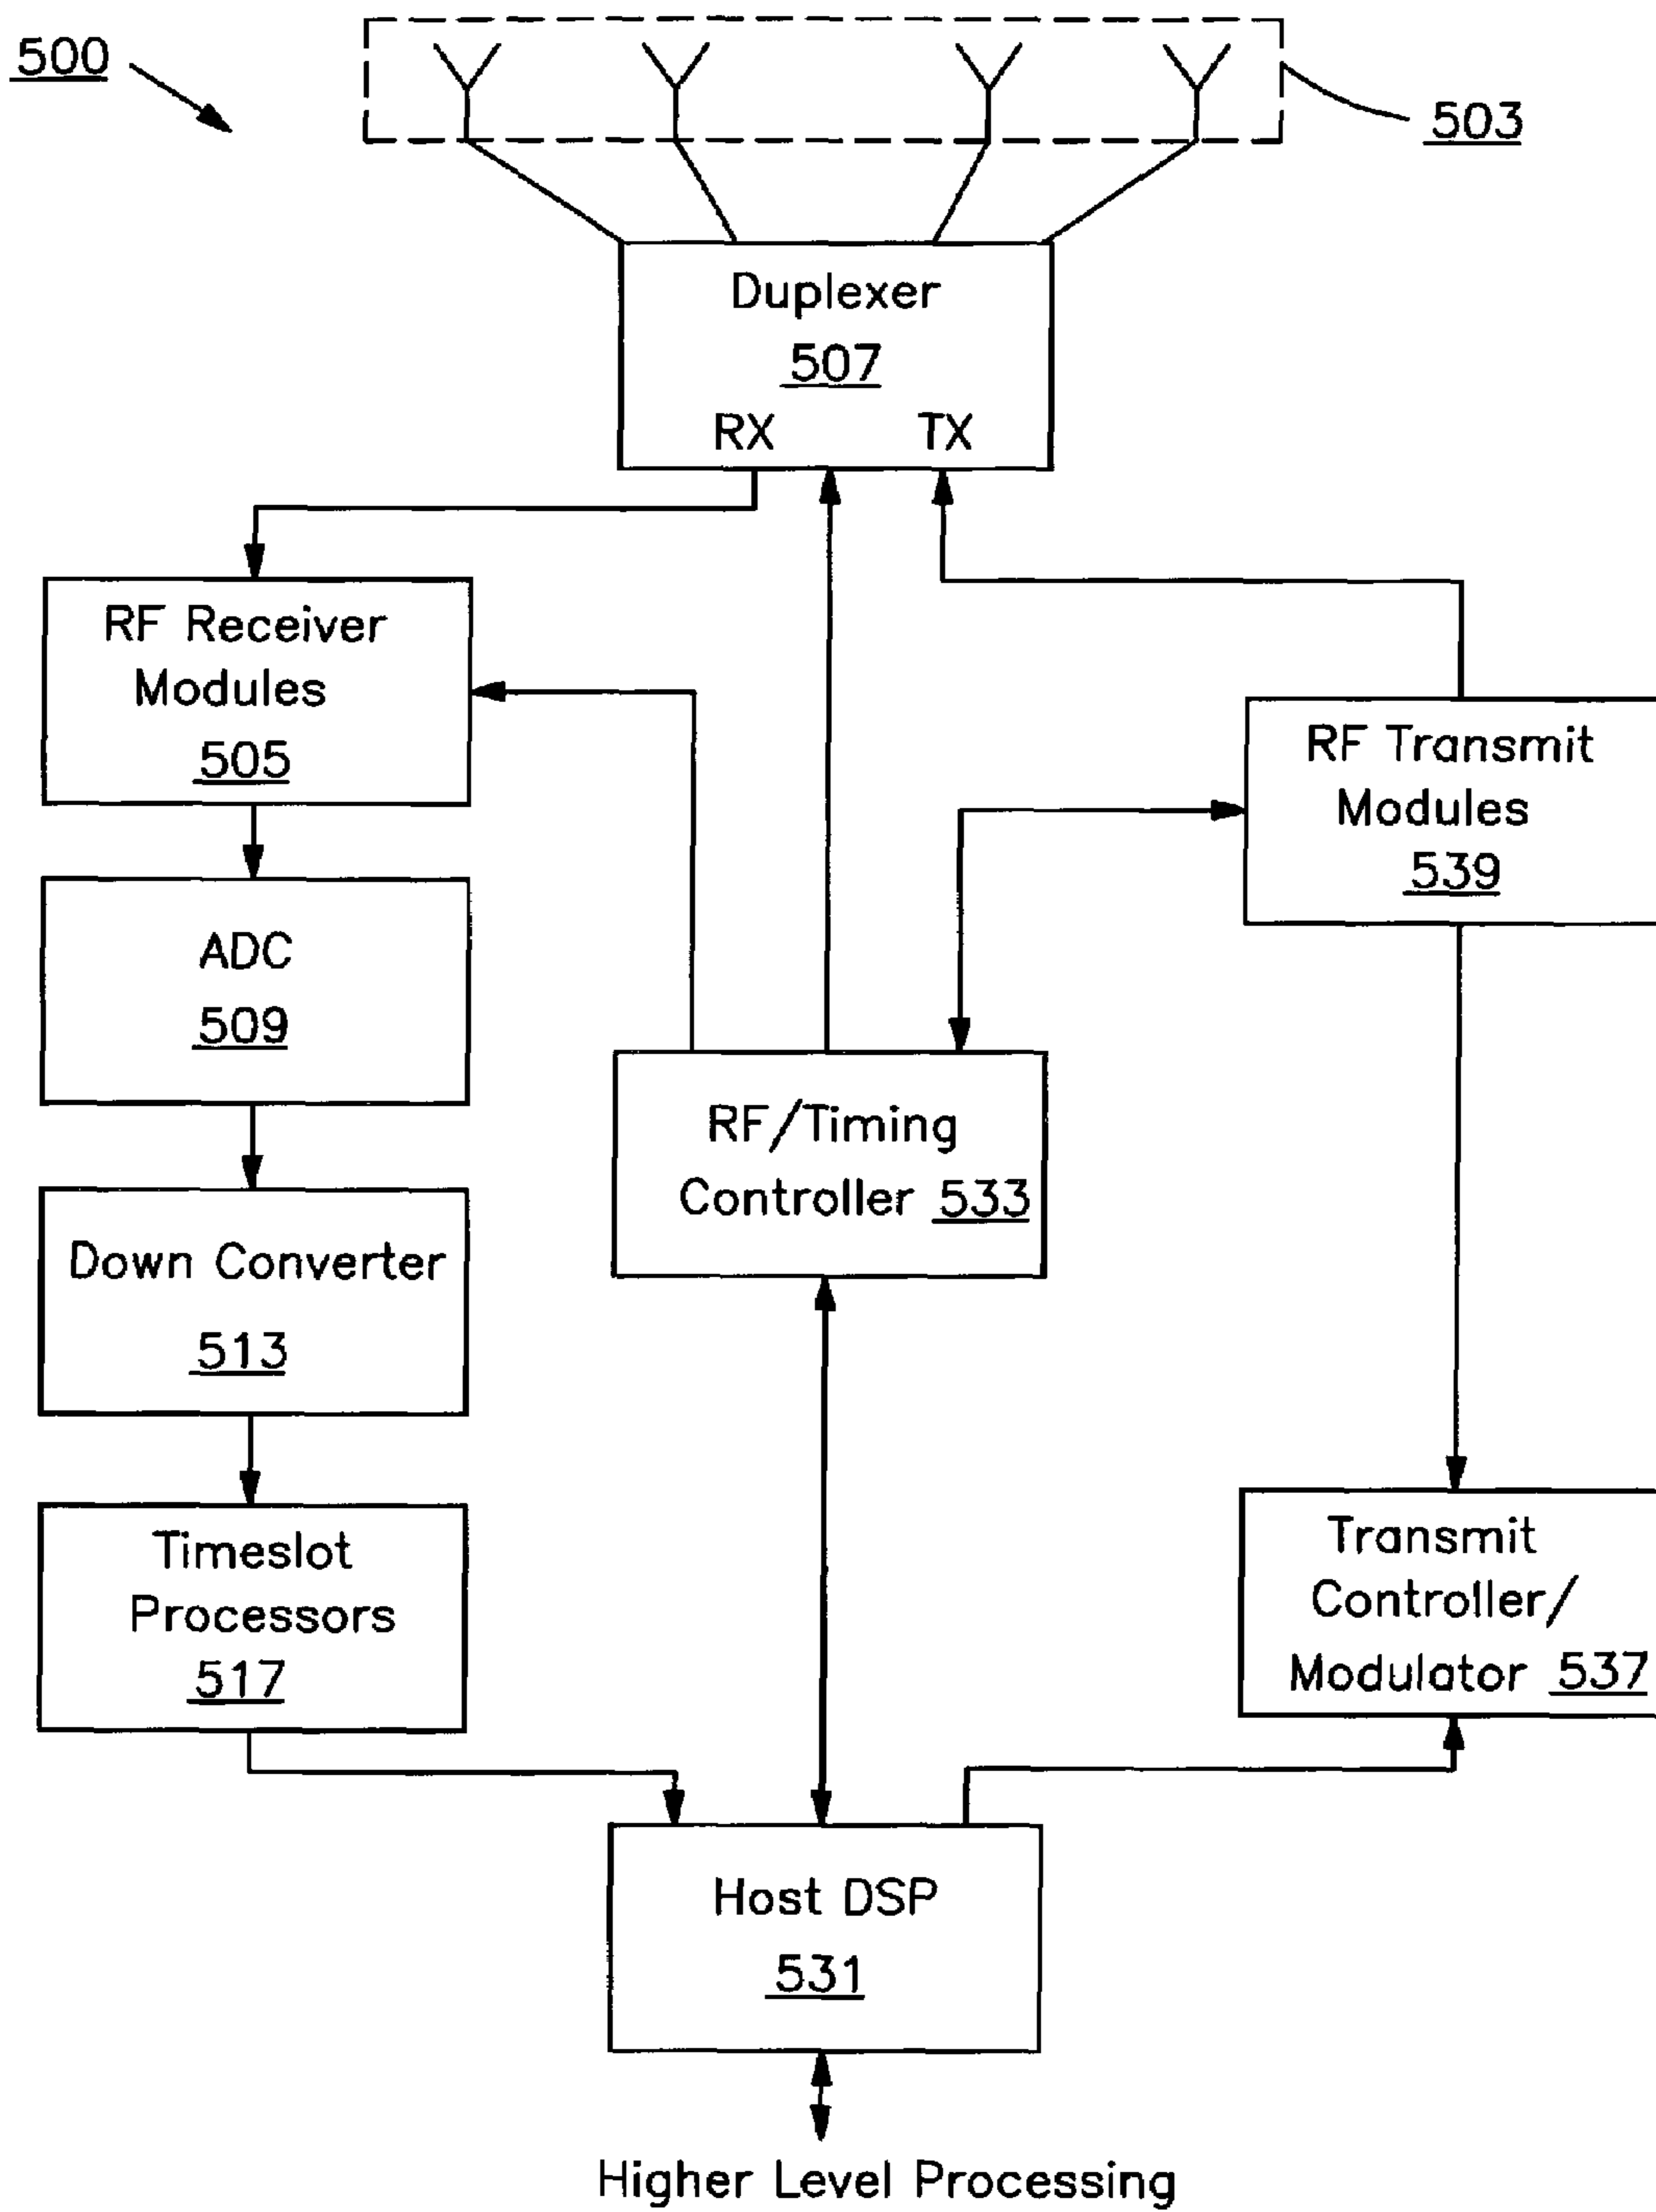 500
503
Duplexer
507
RX TX
RF Receiver
Modules
505
RF Transmit
Modules
539
ADC
509
RF/Timing
Controller 533
Down Converter
513
Timeslot
Processors
517
Transmit
Controller/
Modulator 537
Host DSP
531
Higher Level Processing